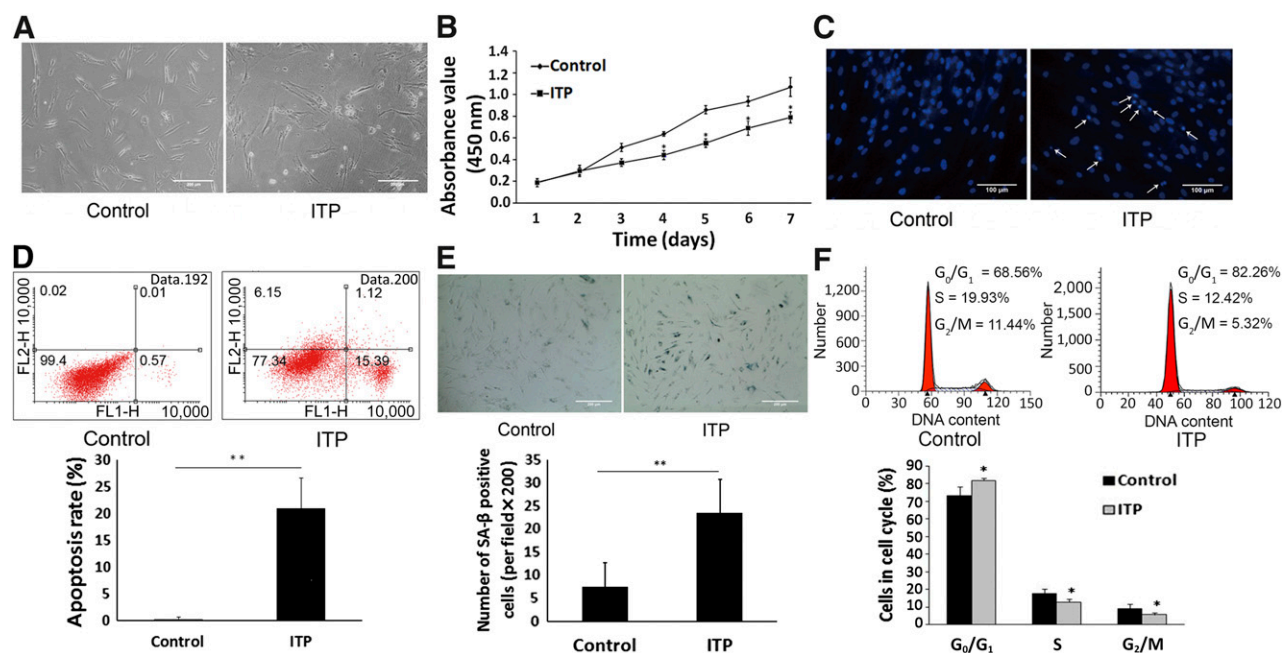 A
Control
ITP
B
Absorbance value
(450 nm)
1.4
1.2
1.0
0.8
0.6
0.4
0.2
0.0
Control
ITP
*
*
*
*
*
*
1 2 3 4 5 6 7
Time (days)
C
100 μm
100 μm
Control
ITP
D
Data.192
0.02
0.01
99.4
0.57
FL2-H 10,000
FL1-H 10,000
Control
Data.200
6.15
1.12
77.34
15.39
FL2-H 10,000
FL1-H 10,000
ITP
Apoptosis rate (%)
30
25
20
15
10
5
0
**
Control ITP
E
Control
ITP
Number of SA-β positive
cells (per field×200)
35
30
25
20
15
10
5
0
**
Control ITP
F
G0/G1 = 68.56%
S = 19.93%
G2/M = 11.44%
Number
1,200
900
600
300
0
0 30 60 90 120 150
DNA content
Control
G0/G1 = 82.26%
S = 12.42%
G2/M = 5.32%
Number
2,000
1,500
1,000
500
0
0 20 40 60 80 100 120
DNA content
ITP
Cells in cell cycle (%)
90
80
70
60
50
40
30
20
10
0
*
*
*
Control
ITP
G0/G1 S G2/M